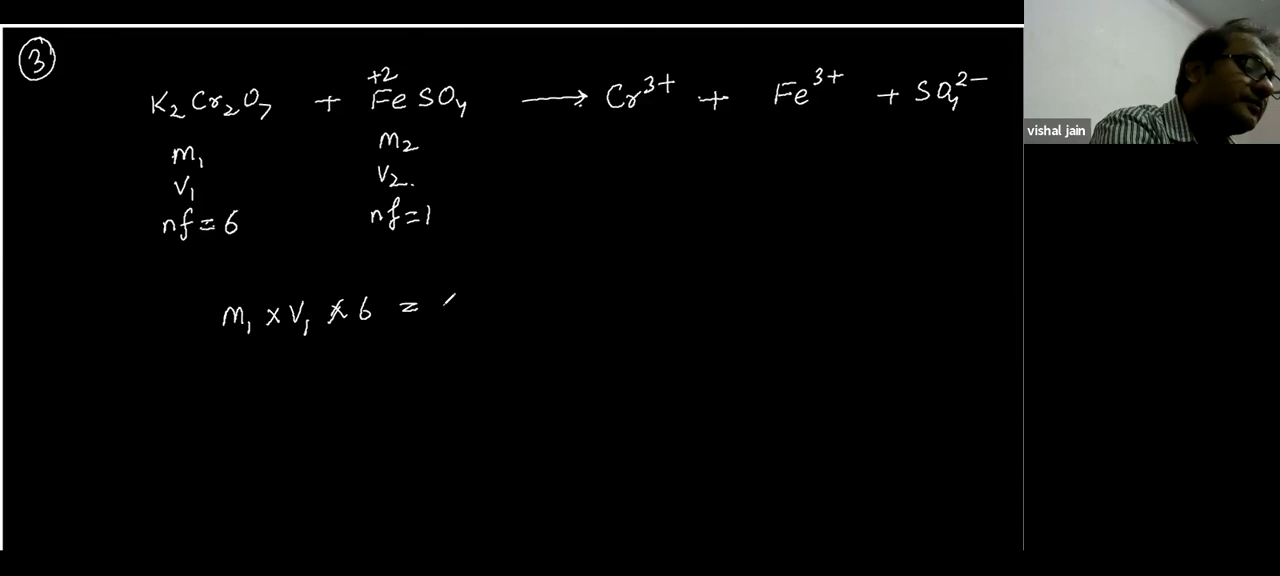 ③
+2
K₂Cr₂O₇ + FeSO₄ ⟶ Cr³⁺ + Fe³⁺ + SO₄²⁻
M₁ M₂
V₁ V₂.
nf = 6 nf = 1
M₁ × V₁ × 6 =
vishal jain